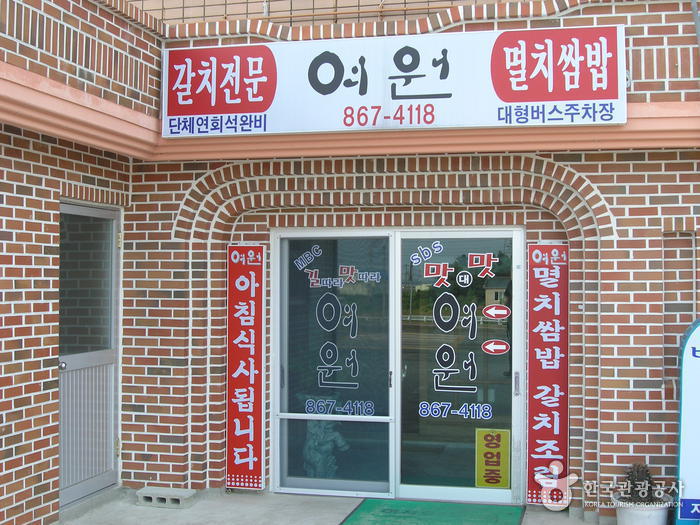 갈치전문
단체연회석완비
여원
867-4118
멸치쌈밥
대형버스주차장
여원
아침식사됩니다
MBC
길따라맛따라
여원
867-4118
sbs
맛대맛
여원
867-4118
영업중
여원
멸치쌈밥 갈치조림
한국관광공사
KOREA TOURISM ORGANIZATION